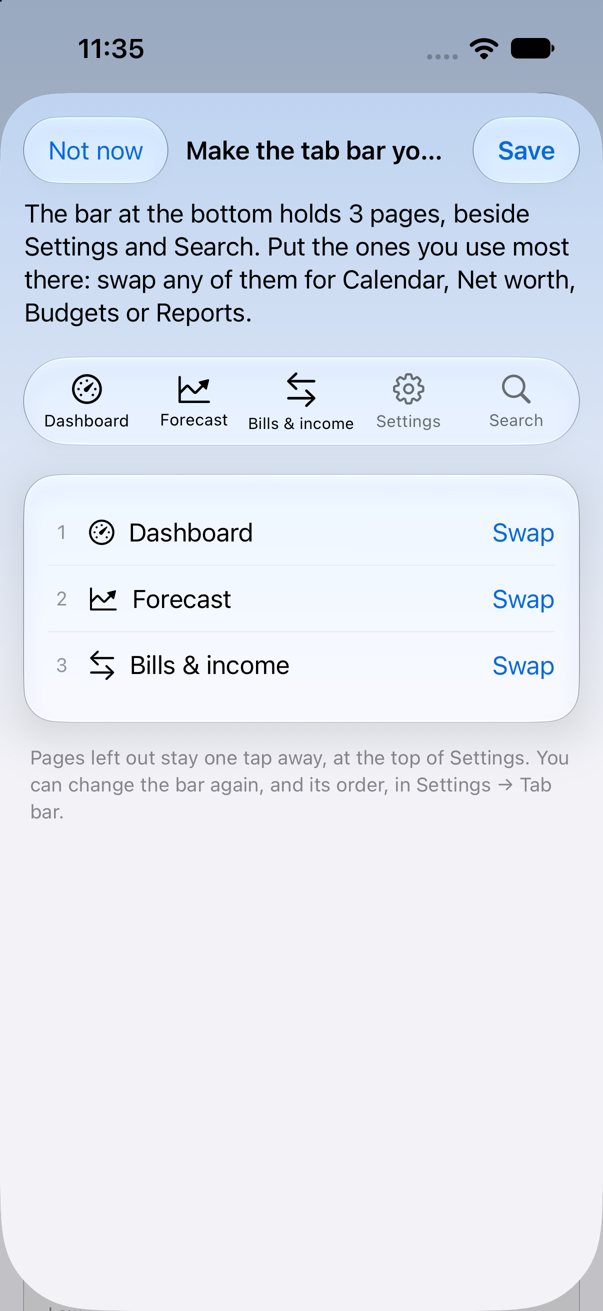 11:35
Not now
Make the tab bar yo...
Save
The bar at the bottom holds 3 pages, beside
Settings and Search. Put the ones you use most
there: swap any of them for Calendar, Net worth,
Budgets or Reports.
Dashboard
Forecast
Bills & income
Settings
Search
1 Dashboard Swap
2 Forecast Swap
3 Bills & income Swap
Pages left out stay one tap away, at the top of Settings. You
can change the bar again, and its order, in Settings → Tab
bar.